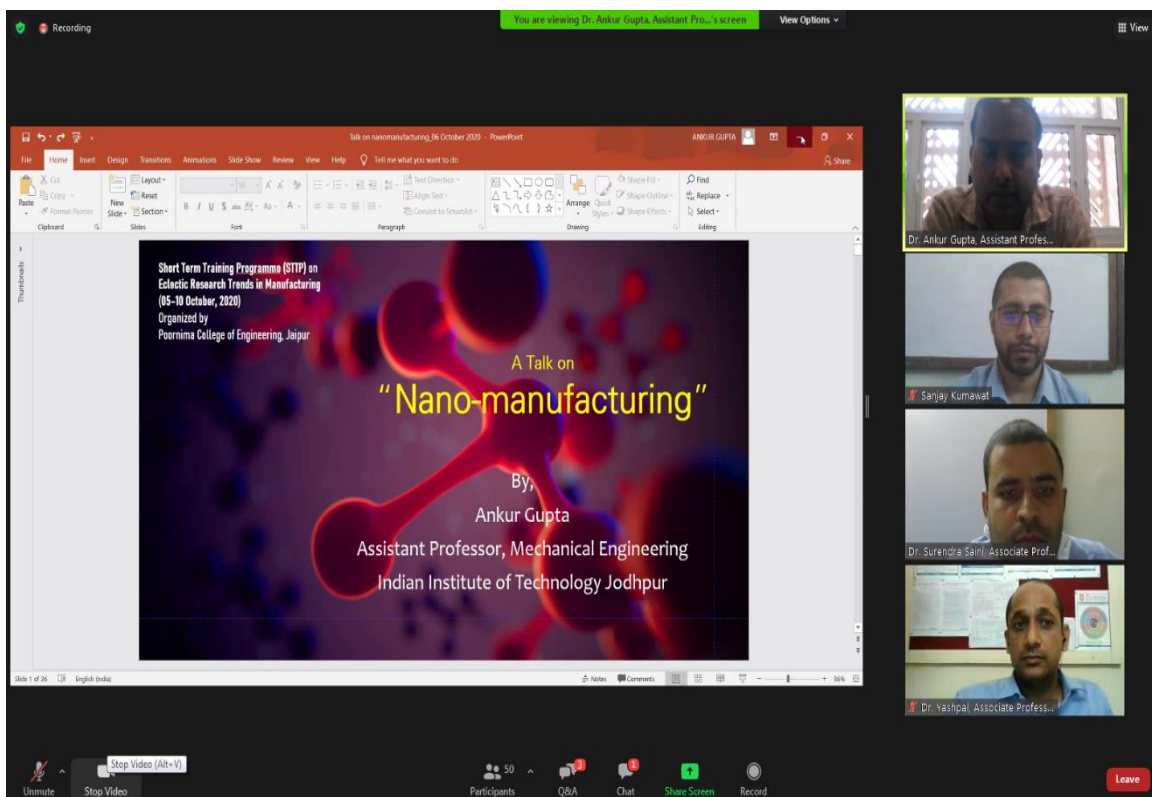 Recording
You are viewing Dr. Ankur Gupta, Assistant Pro...'s screen
View Options
View
Talk on nanomanufacturing_06 October 2020 - PowerPoint
ANKUR GUPTA
File Home Insert Design Transitions Animations Slide Show Review View Help Tell me what you want to do
Share
Paste
Cut
Copy
Format Painter
Clipboard
New
Slide
Layout
Reset
Section
Slides
Font
Text Direction
Align Text
Convert to SmartArt
Paragraph
Arrange
Quick
Styles
Shape Fill
Shape Outline
Shape Effects
Drawing
Find
Replace
Select
Editing
Thumbnails
Short Term Training Programme (STTP) on
Eclectic Research Trends in Manufacturing
(05-10 October, 2020)
Organized by
Poornima College of Engineering, Jaipur
A Talk on
“Nano-manufacturing”
By,
Ankur Gupta
Assistant Professor, Mechanical Engineering
Indian Institute of Technology Jodhpur
Slide 1 of 26 English (India)
Notes Comments
86%
Dr. Ankur Gupta, Assistant Profes...
Sanjay Kumawat
Dr. Surendra Saini, Associate Prof...
Dr. Yashpal, Associate Profess...
Unmute
Stop Video (Alt+V)
Stop Video
50
Participants
3
Q&A
1
Chat
Share Screen
Record
Leave